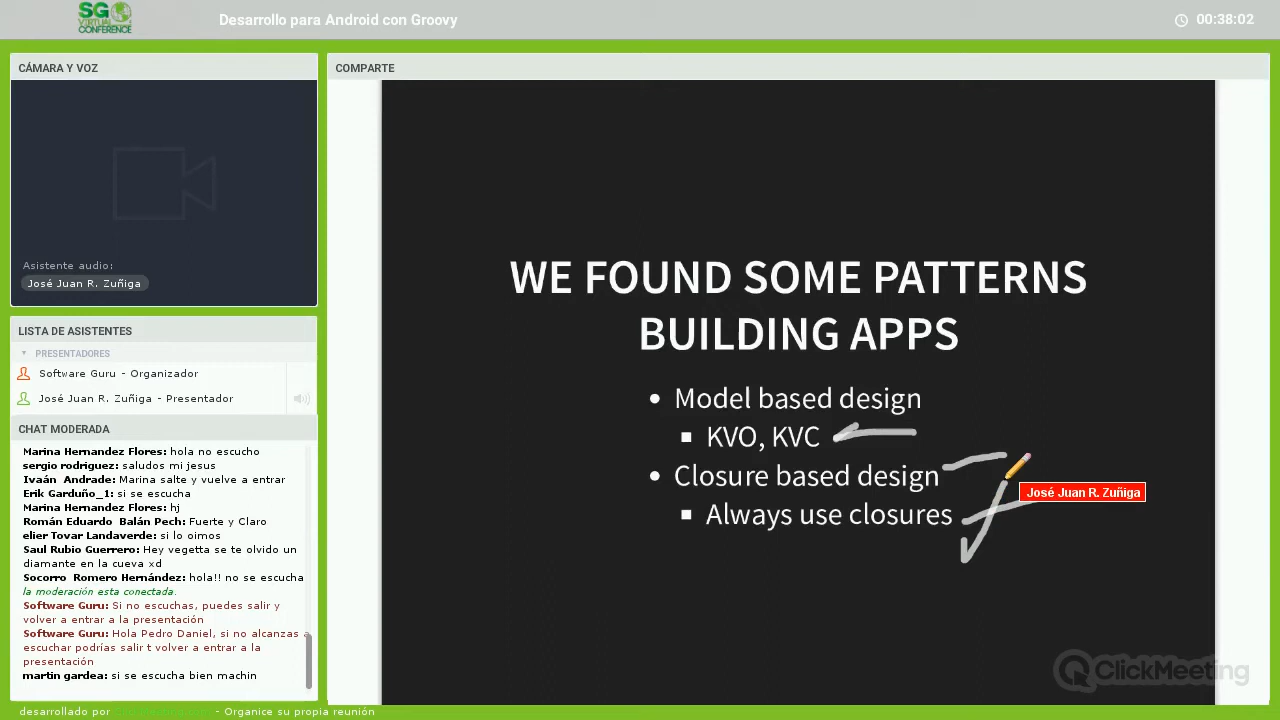 SG
VIRTUAL
CONFERENCE
Desarrollo para Android con Groovy
00:38:02
CÁMARA Y VOZ
Asistente audio:
José Juan R. Zuñiga
LISTA DE ASISTENTES
PRESENTADORES
Software Guru - Organizador
José Juan R. Zuñiga - Presentador
CHAT MODERADA
Marina Hernandez Flores: hola no escucho
sergio rodriguez: saludos mi jesus
Ivaán Andrade: Marina salte y vuelve a entrar
Erik Garduño_1: si se escucha
Marina Hernandez Flores: hj
Román Eduardo Balán Pech: Fuerte y Claro
elier Tovar Landaverde: si lo oimos
Saul Rubio Guerrero: Hey vegetta se te olvido un
diamante en la cueva xd
Socorro Romero Hernández: hola!! no se escucha
la moderación esta conectada.
Software Guru: Si no escuchas, puedes salir y
volver a entrar a la presentación
Software Guru: Hola Pedro Daniel, si no alcanzas a
escuchar podrías salir t volver a entrar a la
presentación
martin gardea: si se escucha bien machin
desarrollado por - Organice su propia reunión
COMPARTE
WE FOUND SOME PATTERNS
BUILDING APPS
Model based design
KVO, KVC
Closure based design
Always use closures
José Juan R. Zuñiga
ClickMeeting